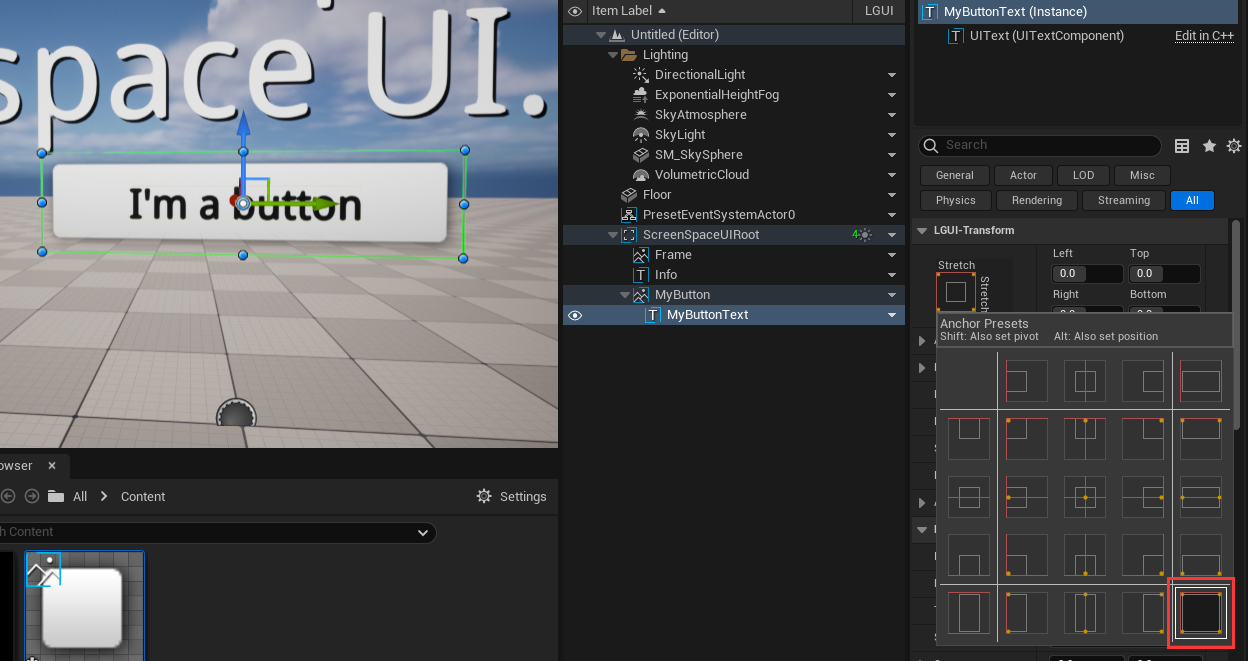 space UI.
I'm a button
Item Label
LGUI
Untitled (Editor)
Lighting
DirectionalLight
ExponentialHeightFog
SkyAtmosphere
SkyLight
SM_SkySphere
VolumetricCloud
Floor
PresetEventSystemActor0
ScreenSpaceUIRoot
4
Frame
Info
MyButton
MyButtonText
MyButtonText (Instance)
UIText (UITextComponent)
Edit in C++
Search
General
Actor
LOD
Misc
Physics
Rendering
Streaming
All
LGUI-Transform
Stretch
Stretch
Left
Top
0.0
0.0
Right
Bottom
Anchor Presets
Shift: Also set pivot
Alt: Also set position
owser
All
Content
Settings
h Content